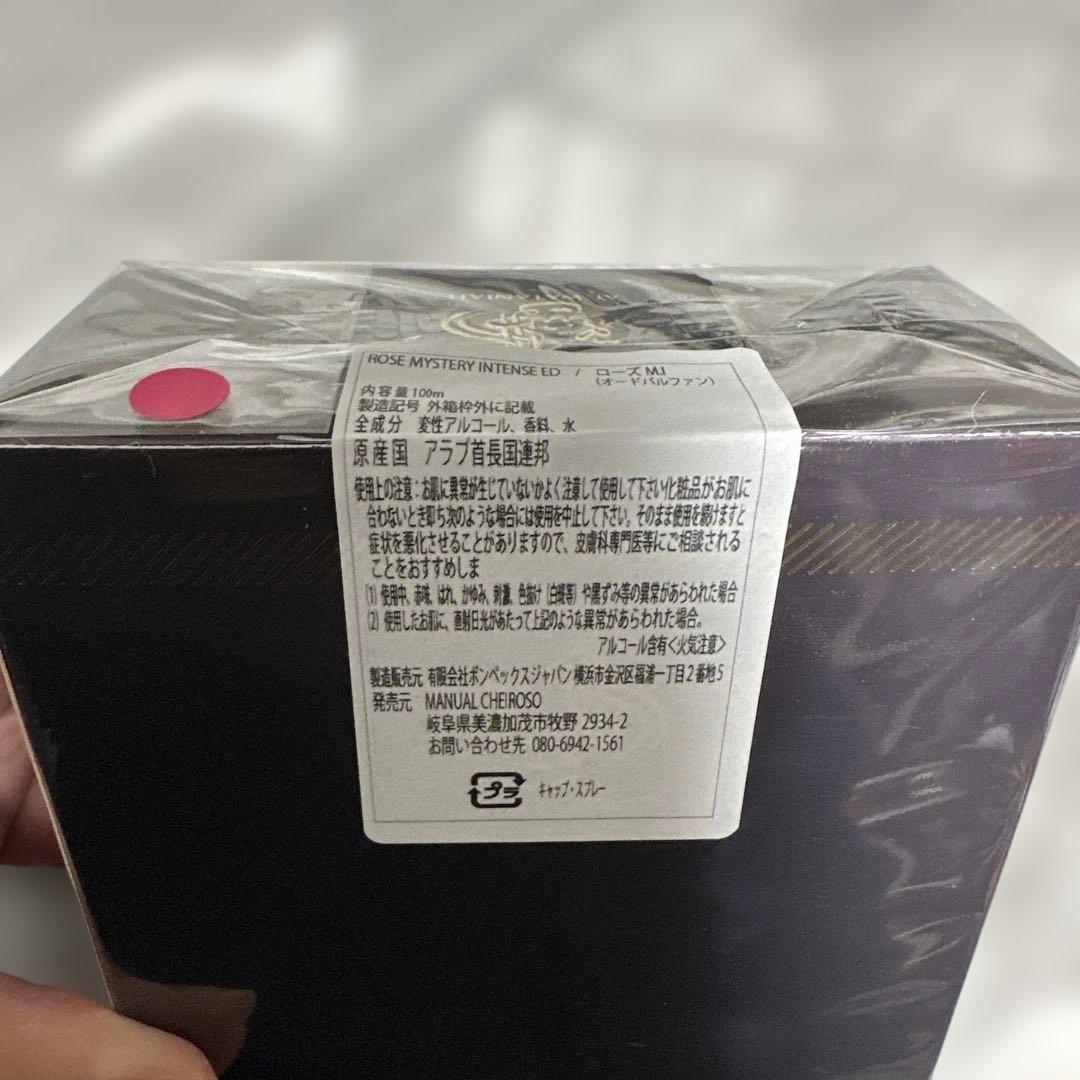 ROSE MYSTERY INTENSE ED / ローズ M.I
(オードパルファン)
内容量100m
製造記号 外箱枠外に記載
全成分 変性アルコール、香料、水
原産国 アラブ首長国連邦
使用上の注意:お肌に異常が生じていないかよく注意して使用して下さい化粧品がお肌に
合わないとき即ち次のような場合には使用を中止して下さい。そのまま使用を続けますと
症状を悪化させることがありますので、皮膚科専門医等にご相談される
ことをおすすめしま
(1) 使用中、赤味、はれ、かゆみ、刺激、色抜け(白斑等)や黒ずみ等の異常があらわれた場合
(2) 使用したお肌に、直射日光があたって上記のような異常があらわれた場合。
アルコール含有<火気注意>
製造販売元 有限会社ボンペックスジャパン 横浜市金沢区福浦一丁目2番地5
発売元 MANUAL CHEIROSO
岐阜県美濃加茂市牧野 2934-2
お問い合わせ先 080-6942-1561
プラ キャップ・スプレー